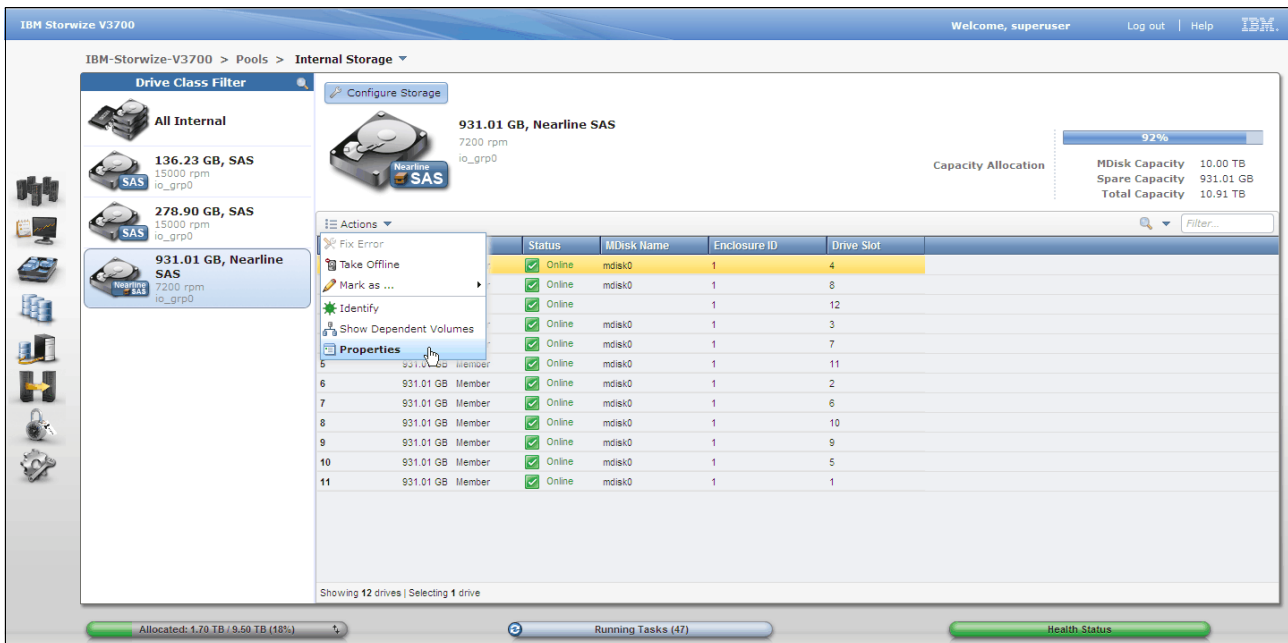 IBM Storwize V3700
Welcome, superuser
Log out | Help
IBM.
IBM-Storwize-V3700 > Pools > Internal Storage
Drive Class Filter
All Internal
SAS
136.23 GB, SAS
15000 rpm
io_grp0
SAS
278.90 GB, SAS
15000 rpm
io_grp0
Nearline SAS
931.01 GB, Nearline
SAS
7200 rpm
io_grp0
Configure Storage
Nearline
SAS
931.01 GB, Nearline SAS
7200 rpm
io_grp0
Capacity Allocation
92%
MDisk Capacity 10.00 TB
Spare Capacity 931.01 GB
Total Capacity 10.91 TB
Actions
Filter...
Fix Error
Take Offline
Mark as ...
Identify
Show Dependent Volumes
Properties
Status MDisk Name Enclosure ID Drive Slot
Online mdisk0 1 4
Online mdisk0 1 8
Online 1 12
Online mdisk0 1 3
Online mdisk0 1 7
5 931.01 GB Member Online mdisk0 1 11
6 931.01 GB Member Online mdisk0 1 2
7 931.01 GB Member Online mdisk0 1 6
8 931.01 GB Member Online mdisk0 1 10
9 931.01 GB Member Online mdisk0 1 9
10 931.01 GB Member Online mdisk0 1 5
11 931.01 GB Member Online mdisk0 1 1
Showing 12 drives | Selecting 1 drive
Allocated: 1.70 TB / 9.50 TB (18%)
Running Tasks (47)
Health Status